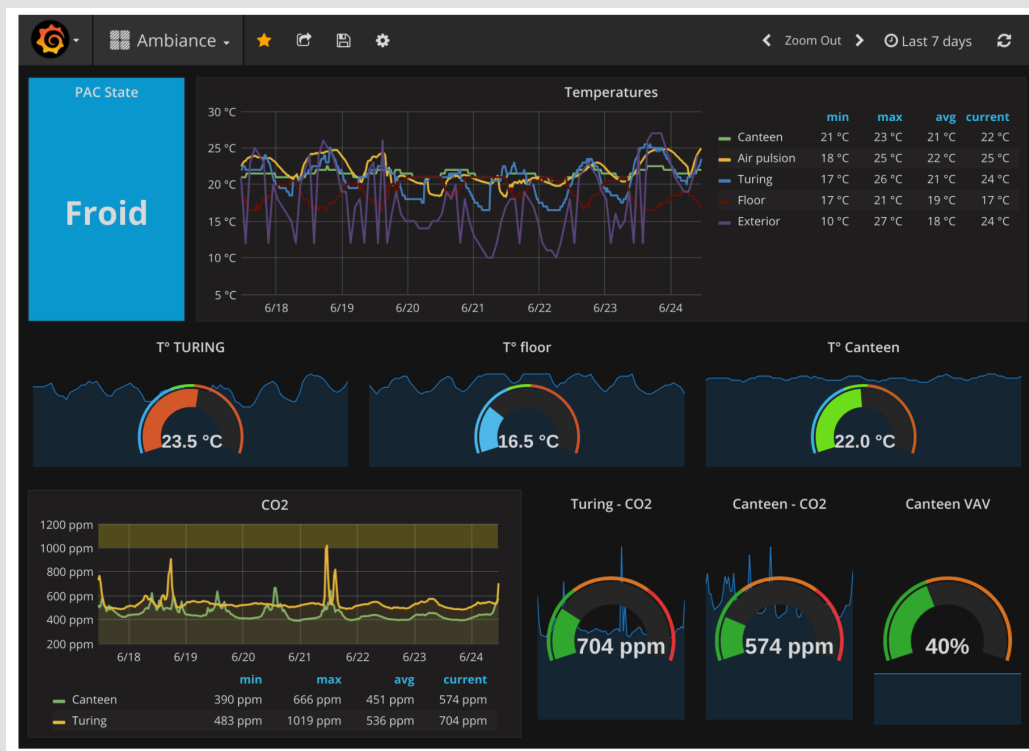 Ambiance
Zoom Out
Last 7 days
PAC State
Froid
Temperatures
30 °C
25 °C
20 °C
15 °C
10 °C
5 °C
6/18 6/19 6/20 6/21 6/22 6/23 6/24
min max avg current
Canteen 21 °C 23 °C 21 °C 22 °C
Air pulsion 18 °C 25 °C 22 °C 25 °C
Turing 17 °C 26 °C 21 °C 24 °C
Floor 17 °C 21 °C 19 °C 17 °C
Exterior 10 °C 27 °C 18 °C 24 °C
T° TURING
23.5 °C
T° floor
16.5 °C
T° Canteen
22.0 °C
CO2
1200 ppm
1000 ppm
800 ppm
600 ppm
400 ppm
200 ppm
6/18 6/19 6/20 6/21 6/22 6/23 6/24
min max avg current
Canteen 390 ppm 666 ppm 451 ppm 574 ppm
Turing 483 ppm 1019 ppm 536 ppm 704 ppm
Turing - CO2
704 ppm
Canteen - CO2
574 ppm
Canteen VAV
40%